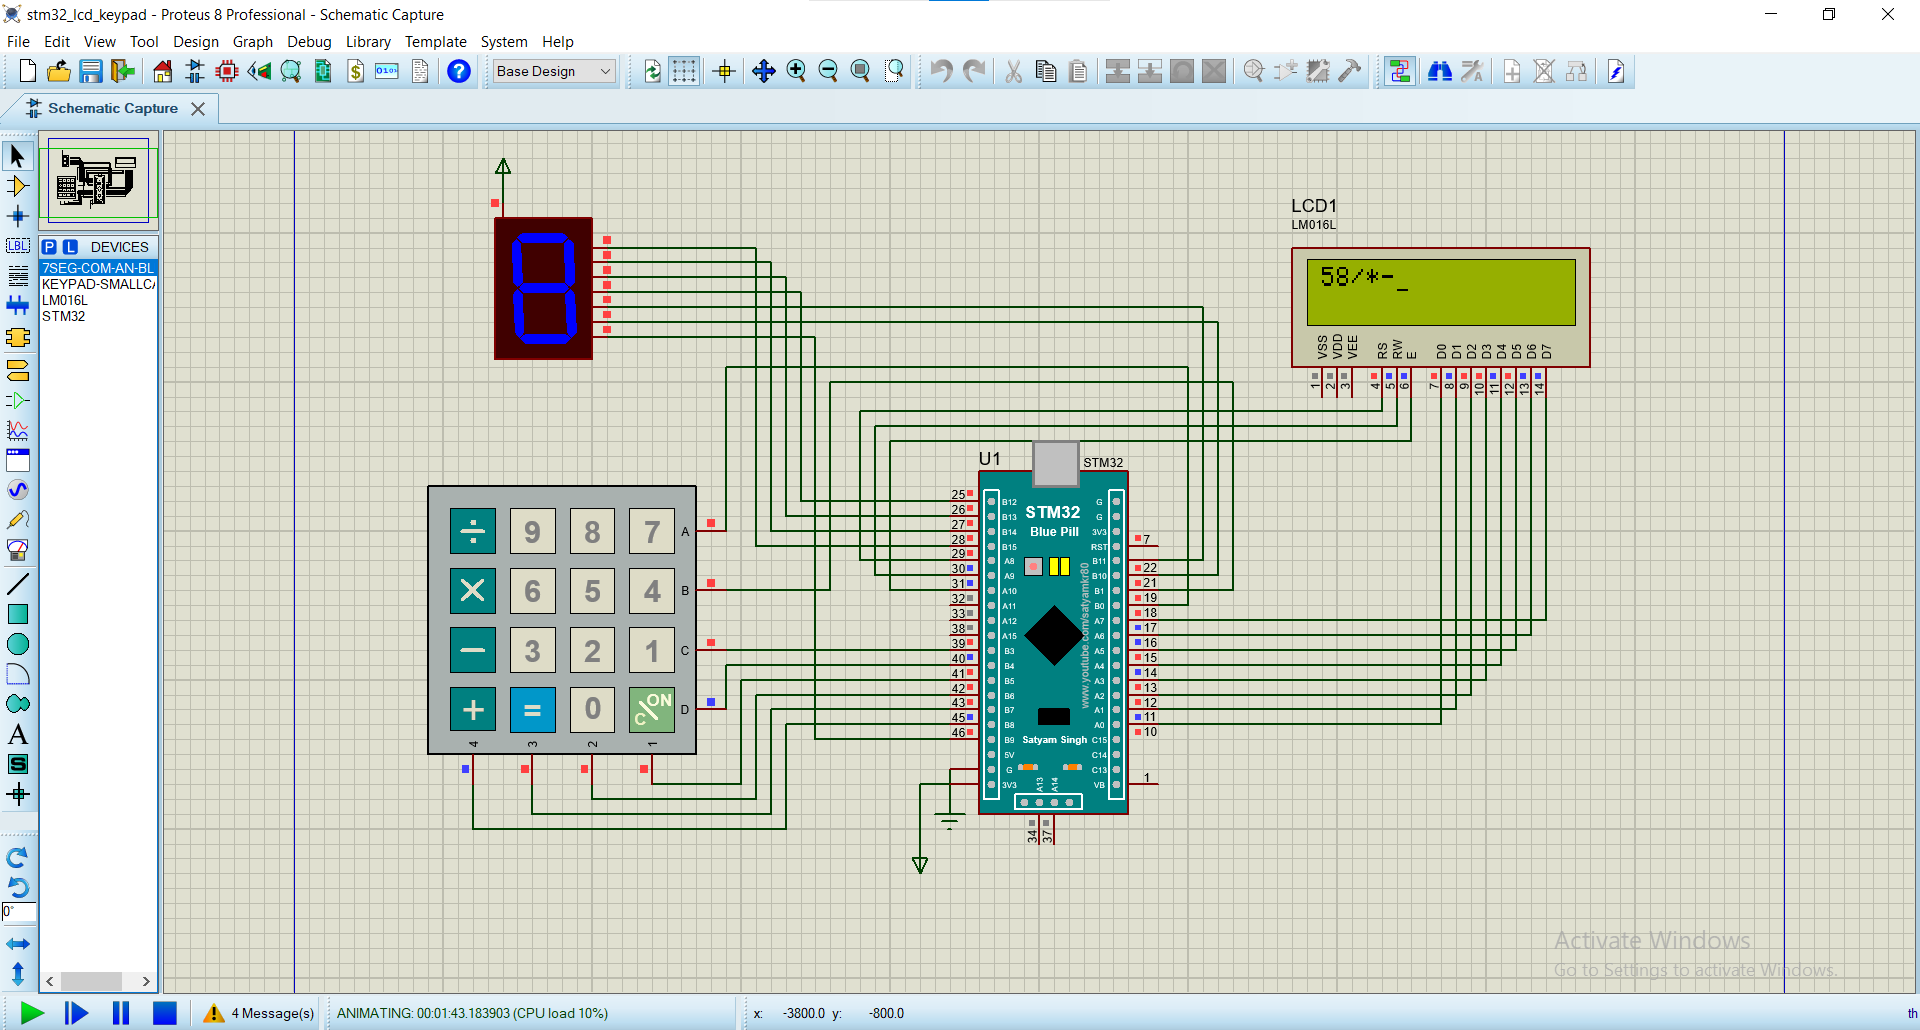 stm32_lcd_keypad - Proteus 8 Professional - Schematic Capture
File Edit View Tool Design Graph Debug Library Template System Help
Base Design
Schematic Capture
P L DEVICES
7SEG-COM-AN-BL
KEYPAD-SMALLCA
LM016L
STM32
LBL
A
S
0°
LCD1
LM016L
58/*-_
VSS VDD VEE RS RW E D0 D1 D2 D3 D4 D5 D6 D7
1 2 3 4 5 6 7 8 9 10 11 12 13 14
÷ 9 8 7 A
× 6 5 4 B
− 3 2 1 C
+ = 0 ON/C D
4 3 2 1
U1
STM32
STM32
Blue Pill
www.youtube.com/satyamkr80
Satyam Singh
25 B12 G
26 B13 G
27 B14 3V3
28 B15 RST 7
29 A8 B11 22
30 A9 B10 21
31 A10 B1 19
32 A11 B0 18
33 A12 A7 17
38 A15 A6 16
39 B3 A5 15
40 B4 A4 14
41 B5 A3 13
42 B6 A2 12
43 B7 A1 11
45 B8 A0 10
46 B9 C15
5V C14
G C13
3V3 VB 1
A13 A14
34 37
Activate Windows
Go to Settings to activate Windows.
4 Message(s) ANIMATING: 00:01:43.183903 (CPU load 10%) x: -3800.0 y: -800.0 th